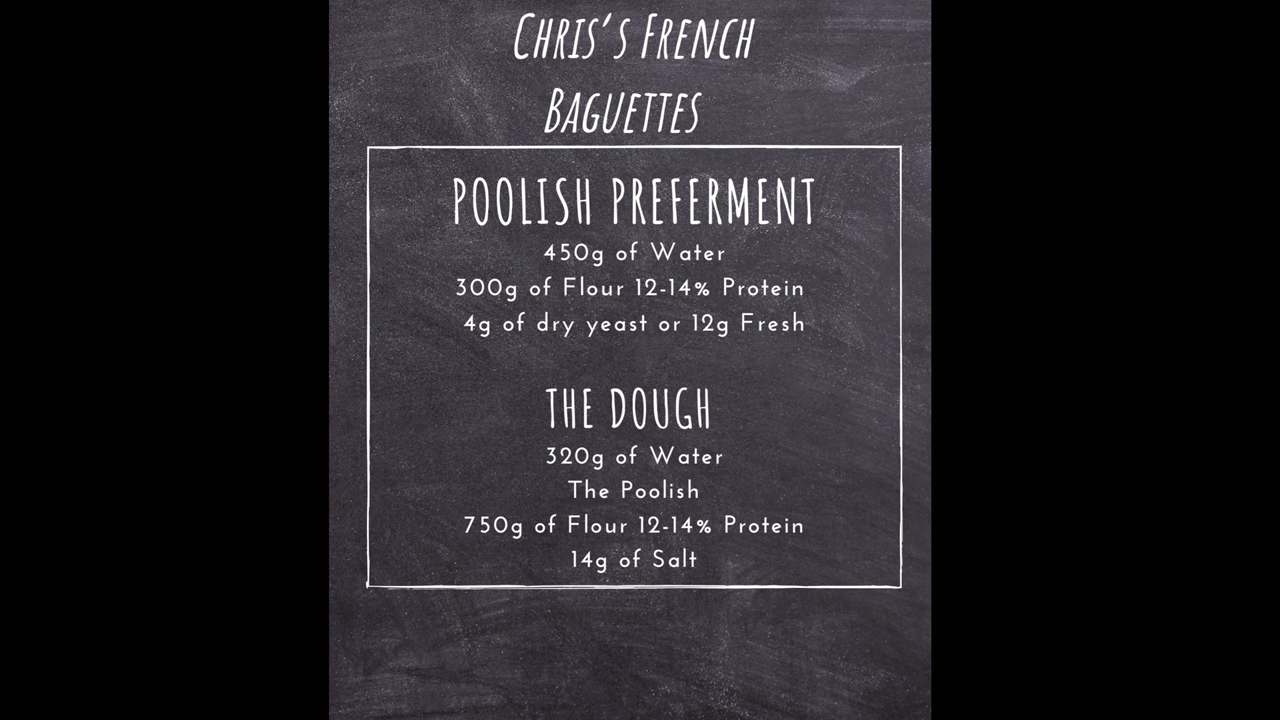 Chris's French
Baguettes
POOLISH PREFERMENT
450g of Water
300g of Flour 12-14% Protein
4g of dry yeast or 12g Fresh
THE DOUGH
320g of Water
The Poolish
750g of Flour 12-14% Protein
14g of Salt